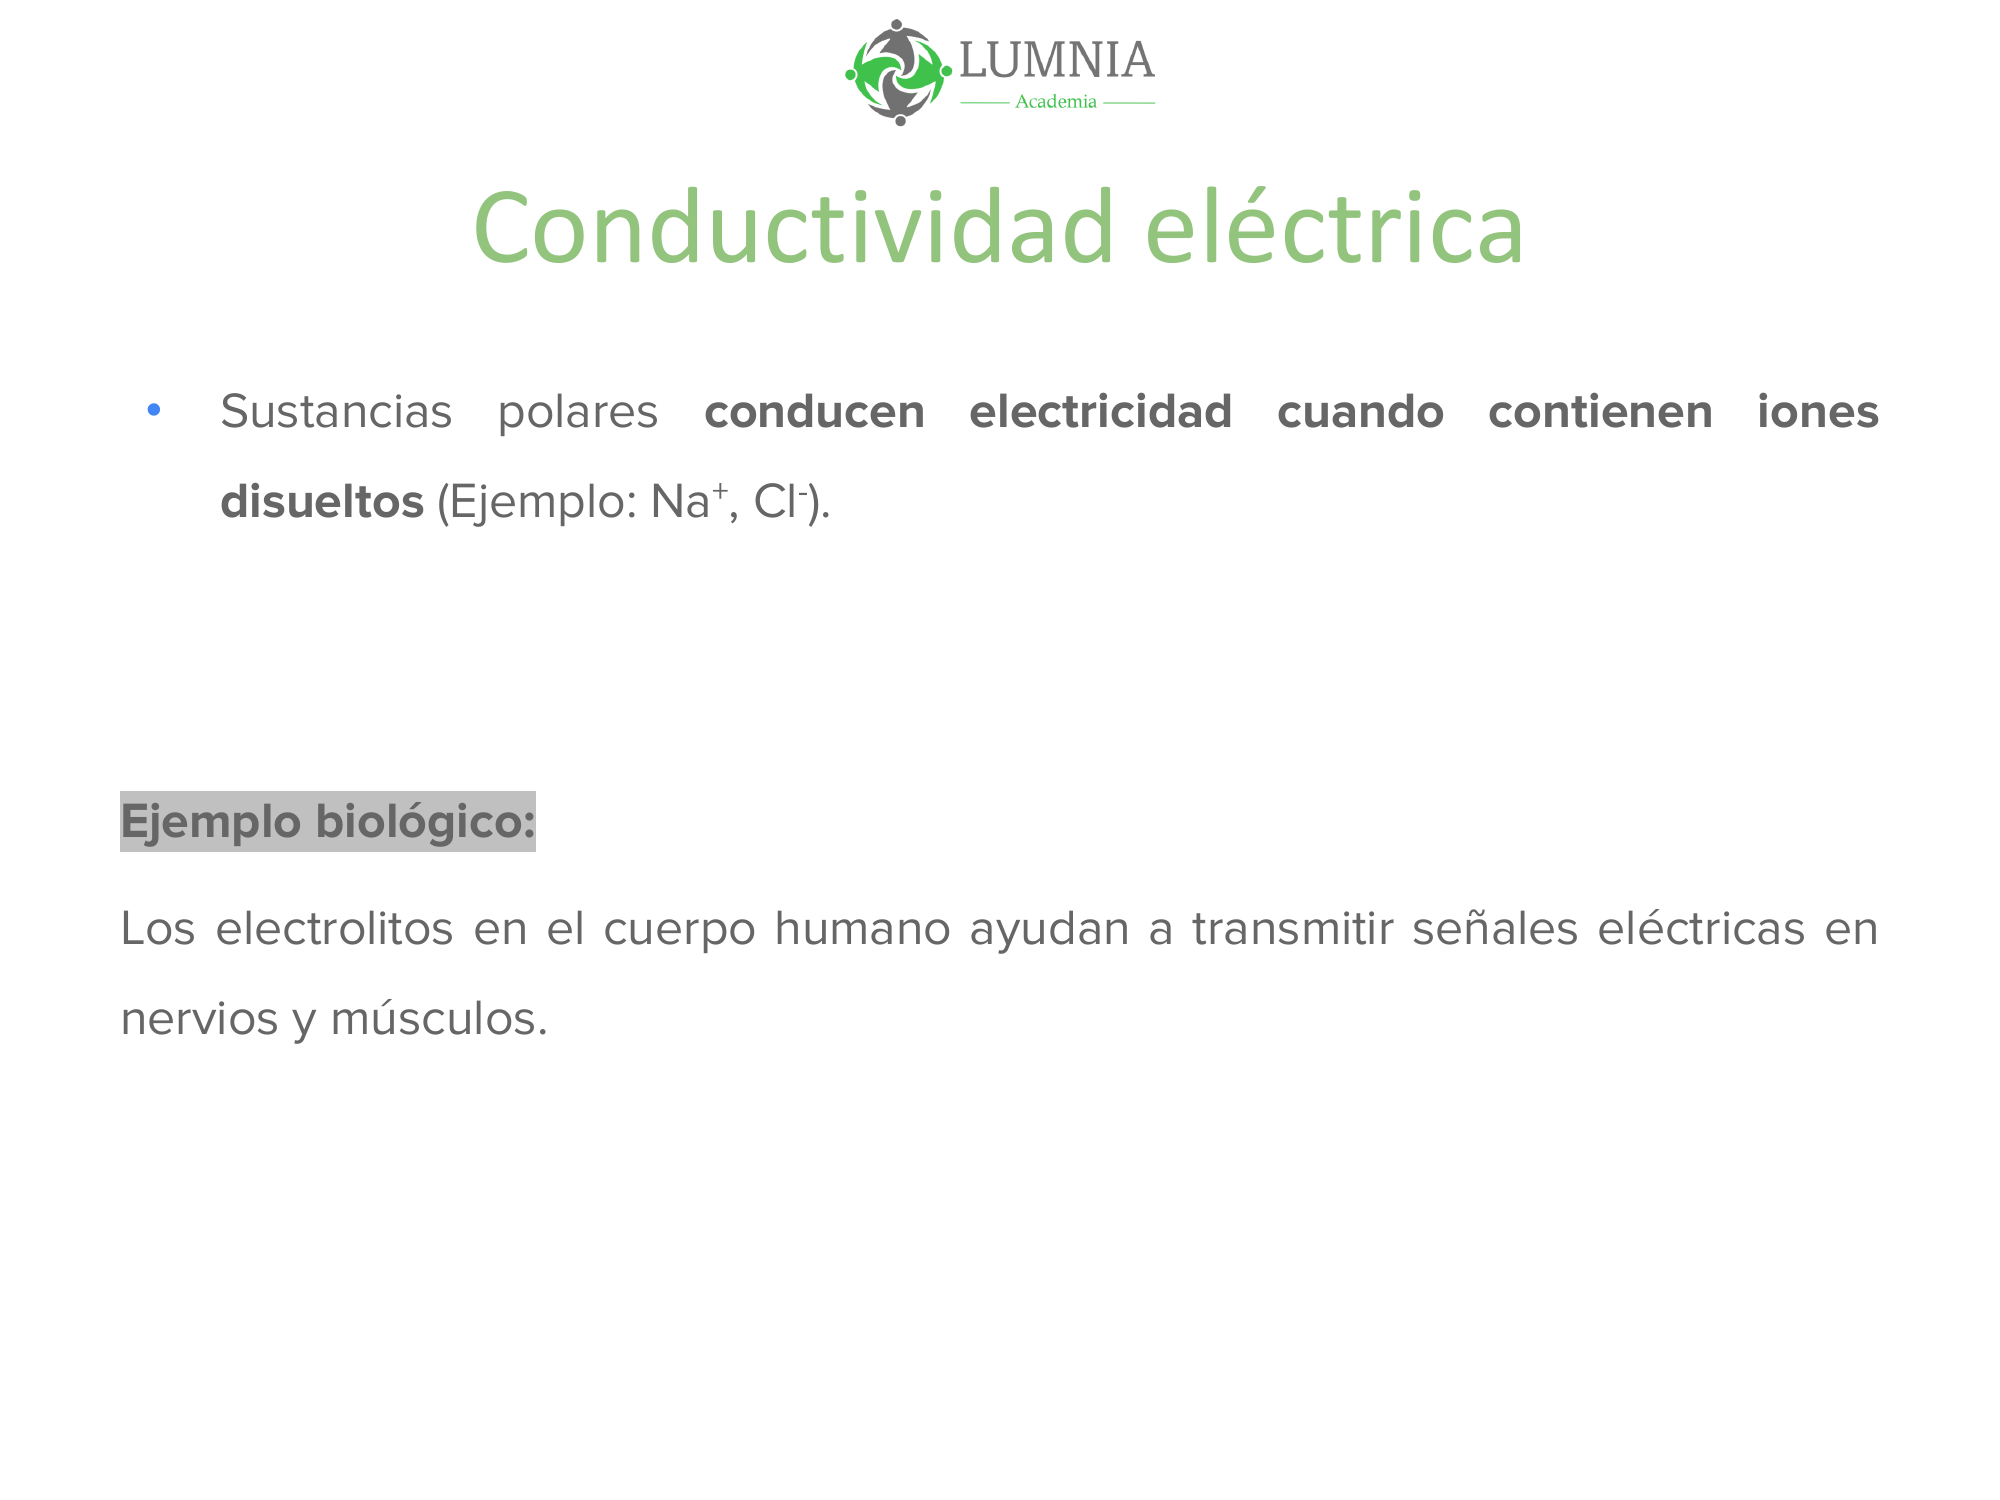 LUMNIA
Academia
Conductividad eléctrica
• Sustancias polares conducen electricidad cuando contienen iones
disueltos (Ejemplo: Na⁺, Cl⁻).
Ejemplo biológico:
Los electrolitos en el cuerpo humano ayudan a transmitir señales eléctricas en
nervios y músculos.